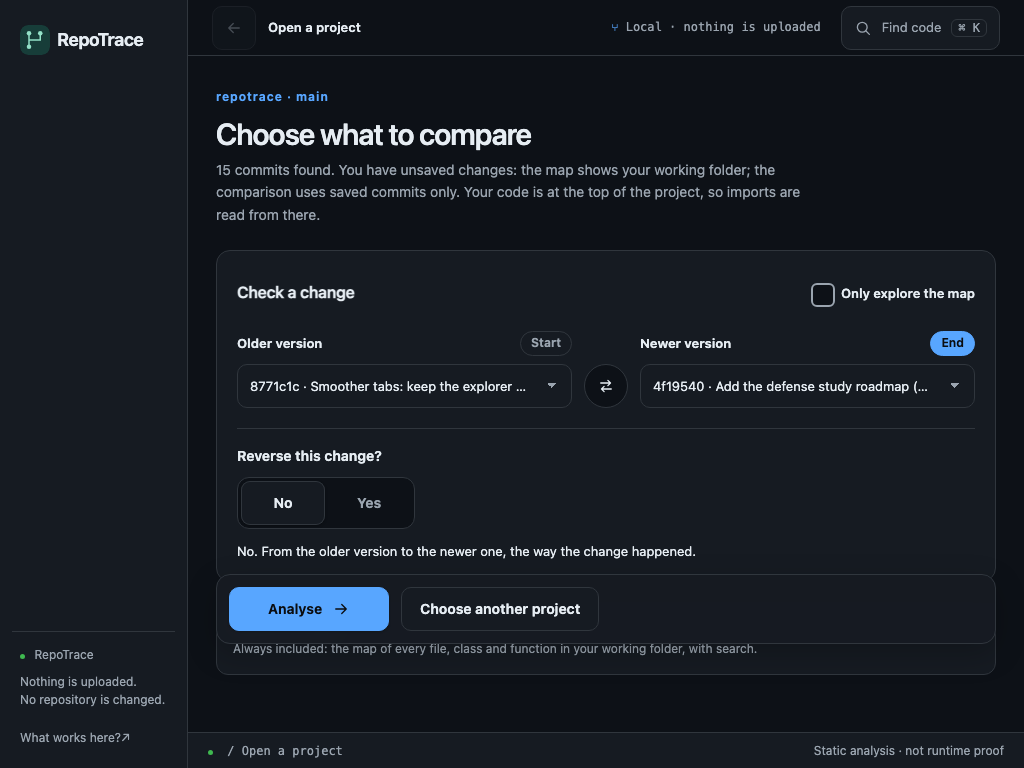 RepoTrace
Open a project
Local · nothing is uploaded
Find code ⌘ K
repotrace · main
Choose what to compare
15 commits found. You have unsaved changes: the map shows your working folder; the
comparison uses saved commits only. Your code is at the top of the project, so imports are
read from there.
Check a change
Only explore the map
Older version
Start
Newer version
End
8771c1c · Smoother tabs: keep the explorer ...
4f19540 · Add the defense study roadmap (...
Reverse this change?
No
Yes
No. From the older version to the newer one, the way the change happened.
Analyse →
Choose another project
Always included: the map of every file, class and function in your working folder, with search.
RepoTrace
Nothing is uploaded.
No repository is changed.
What works here?↗
/ Open a project
Static analysis · not runtime proof